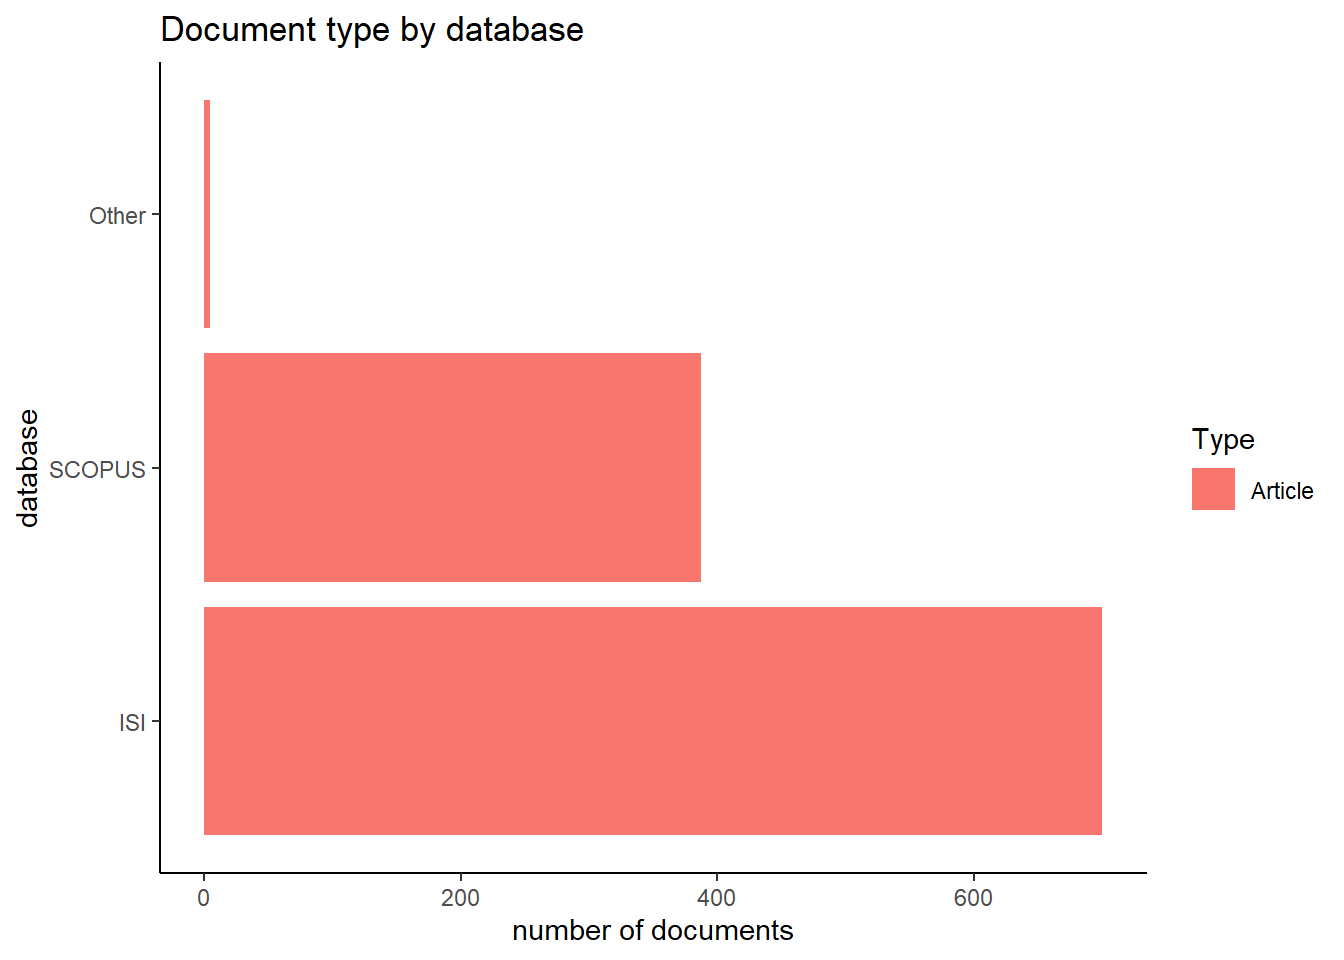 Document type by database
Other
SCOPUS
ISI
database
0 200 400 600
number of documents
Type
Article